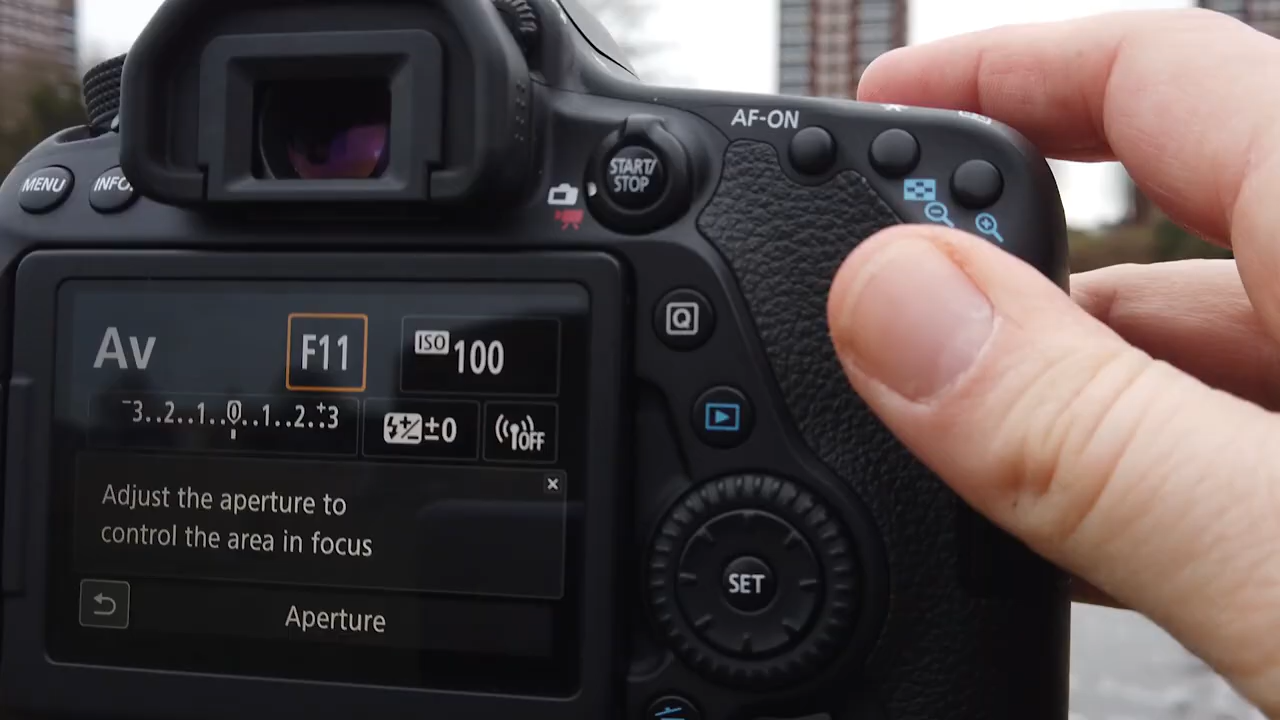 AF-ON
MENU
INFO.
START/
STOP
Q
Av
F11
ISO 100
-3..2..1..0..1..2..+3
±0
OFF
Adjust the aperture to
control the area in focus
Aperture
SET